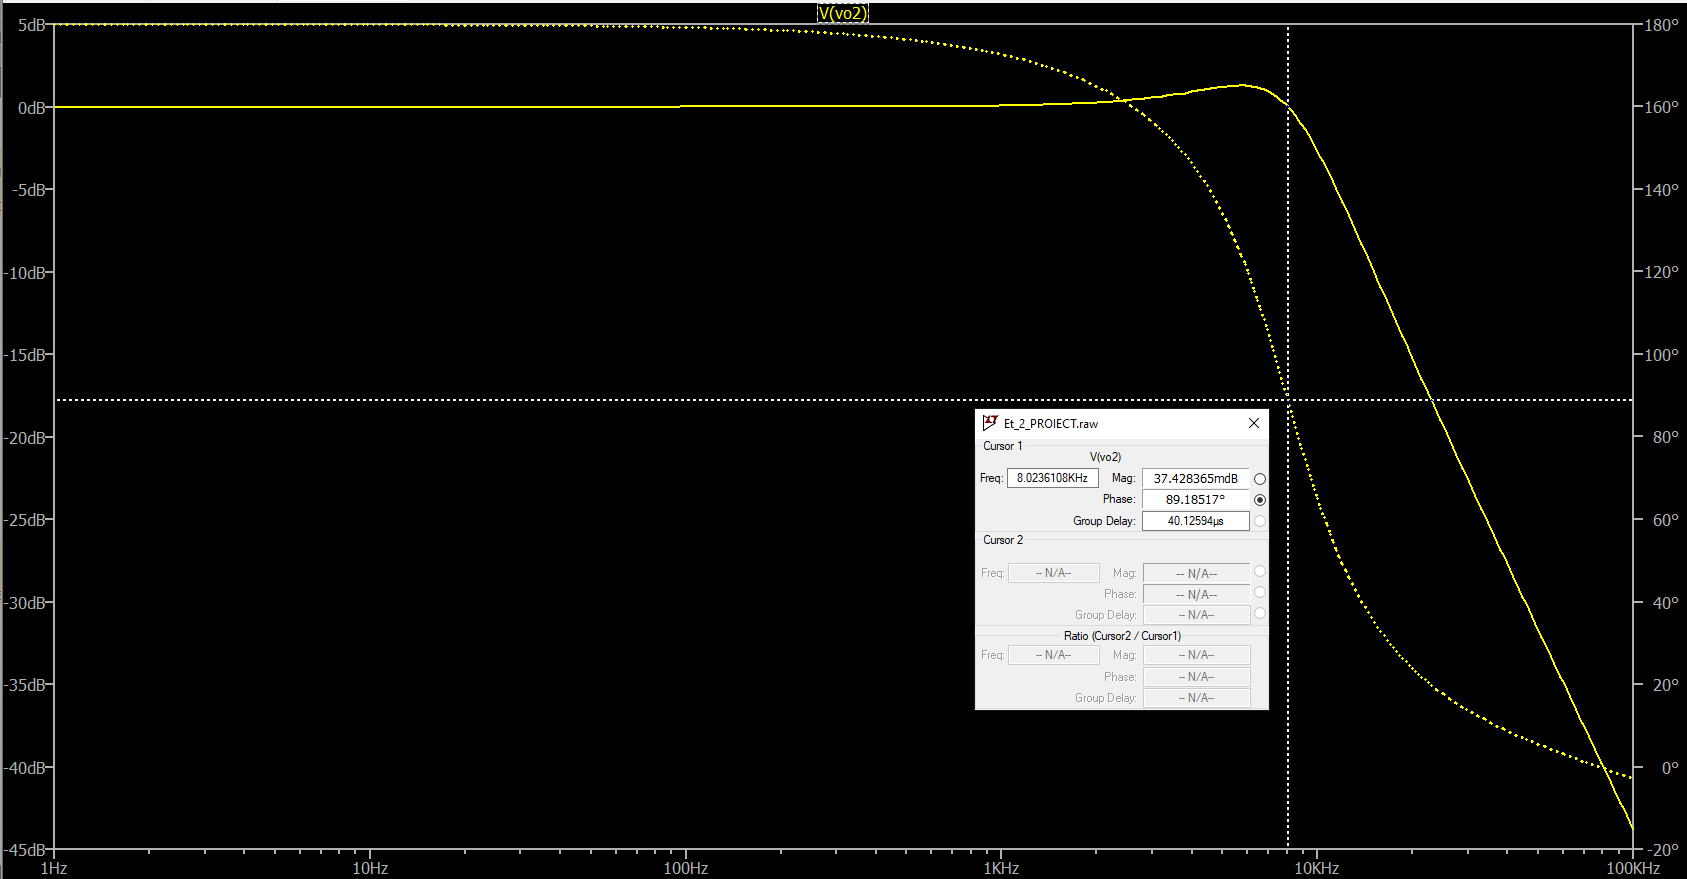 V(vo2)
5dB
0dB
-5dB
-10dB
-15dB
-20dB
-25dB
-30dB
-35dB
-40dB
-45dB
180°
160°
140°
120°
100°
80°
60°
40°
20°
0°
-20°
1Hz 10Hz 100Hz 1KHz 10KHz 100KHz
Et_2_PROIECT.raw
Cursor 1
V(vo2)
Freq: 8.0236108KHz Mag: 37.428365mdB
Phase: 89.18517°
Group Delay: 40.12594µs
Cursor 2
Freq: -- N/A-- Mag: -- N/A--
Phase: -- N/A--
Group Delay: -- N/A--
Ratio (Cursor2 / Cursor1)
Freq: -- N/A-- Mag: -- N/A--
Phase: -- N/A--
Group Delay: -- N/A--